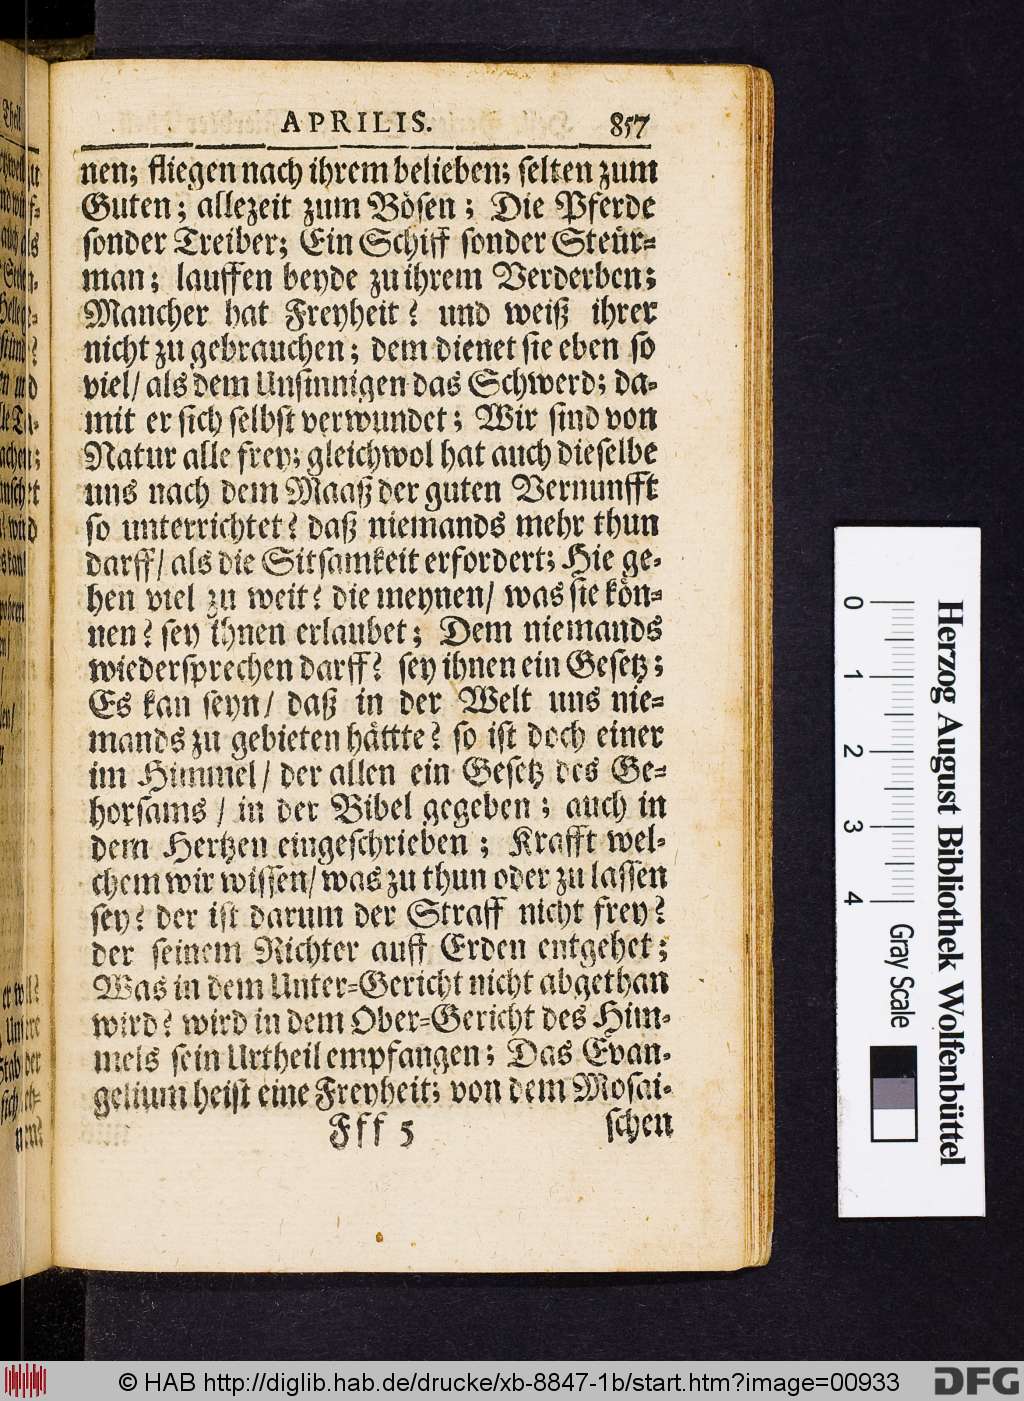 APRILIS. 857
nen; fliegen nach ihrem belieben; selten zum
Guten; allezeit zum Bösen; Die Pferde
sonder Treiber; Ein Schiff sonder Steür-
man; lauffen beyde zu ihrem Verderben;
Mancher hat Freyheit? und weiß ihrer
nicht zu gebrauchen; dem dienet sie eben so
viel/ als dem Unsinnigen das Schwerd; da-
mit er sich selbst verwundet; Wir sind von
Natur alle frey; gleichwol hat auch dieselbe
uns nach dem Maaß der guten Vernunfft
so unterrichtet? daß niemands mehr thun
darff/ als die Sitsamkeit erfordert; Hie ge-
hen viel zu weit? die meynen/ was sie kön-
nen? sey ihnen erlaubet; Dem niemands
wiedersprechen darff? sey ihnen ein Gesetz;
Es kan seyn/ daß in der Welt uns nie-
mands zu gebieten hättte? so ist doch einer
im Himmel/ der allen ein Gesetz des Ge-
horsams/ in der Bibel gegeben; auch in
dem Hertzen eingeschrieben; Krafft wel-
chem wir wissen/ was zu thun oder zu lassen
sey? der ist darum der Straff nicht frey?
der seinem Richter auff Erden entgehet;
Was in dem Unter-Gericht nicht abgethan
wird? wird in dem Ober-Gericht des Him-
mels sein Urtheil empfangen; Das Evan-
gelium heist eine Freyheit; von dem Mosai-
Fff 5 schen
0 1 2 3 4 Gray Scale
Herzog August Bibliothek Wolfenbüttel
© HAB http://diglib.hab.de/drucke/xb-8847-1b/start.htm?image=00933
DFG